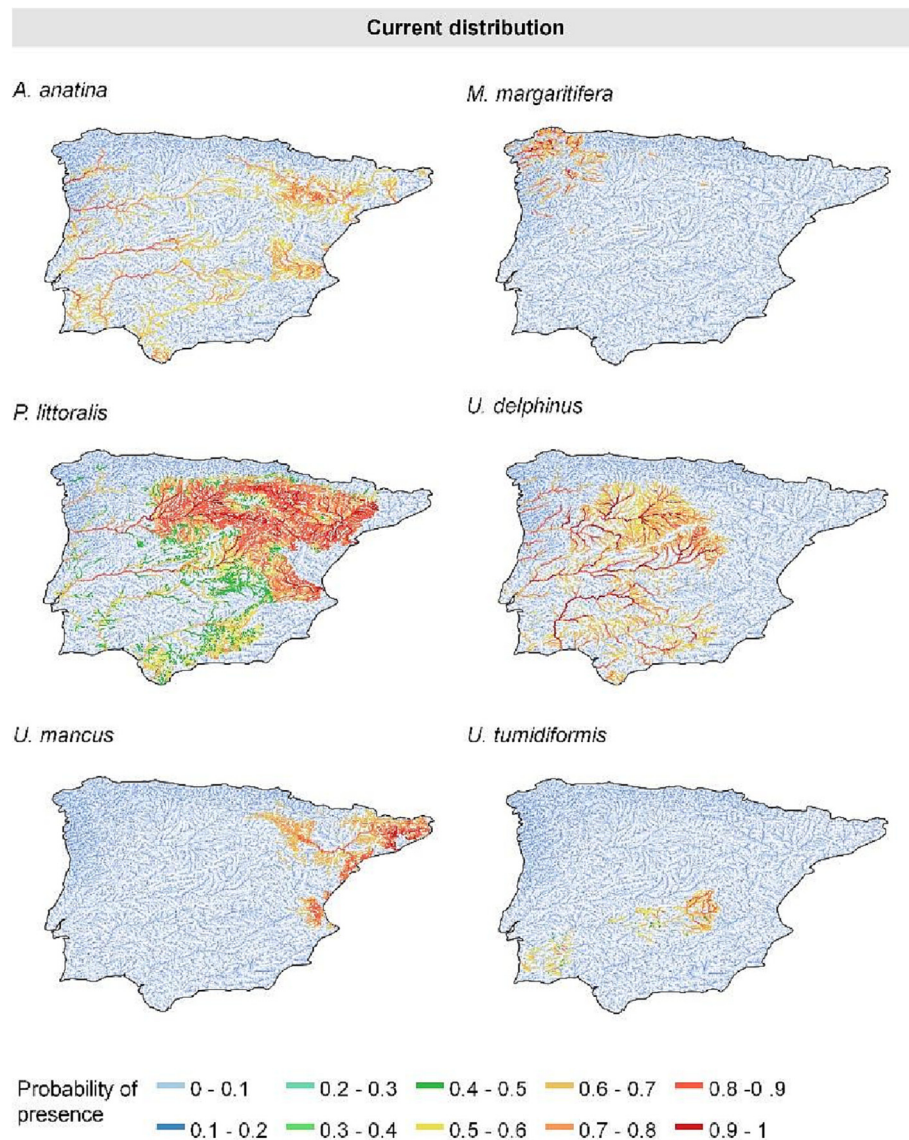 Current distribution
A. anatina
M. margaritifera
P. littoralis
U. delphinus
U. mancus
U. tumidiformis
Probability of presence
0 - 0.1
0.2 - 0.3
0.4 - 0.5
0.6 - 0.7
0.8 -0 .9
0.1 - 0.2
0.3 - 0.4
0.5 - 0.6
0.7 - 0.8
0.9 - 1